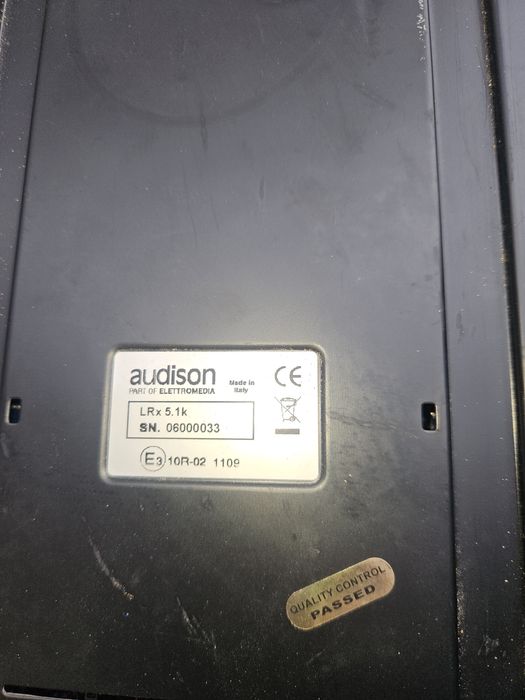 audison
PART OF ELETTROMEDIA
Made in
Italy
CE
LRx 5.1k
SN. 06000033
E3 10R-02 1109
QUALITY CONTROL
PASSED